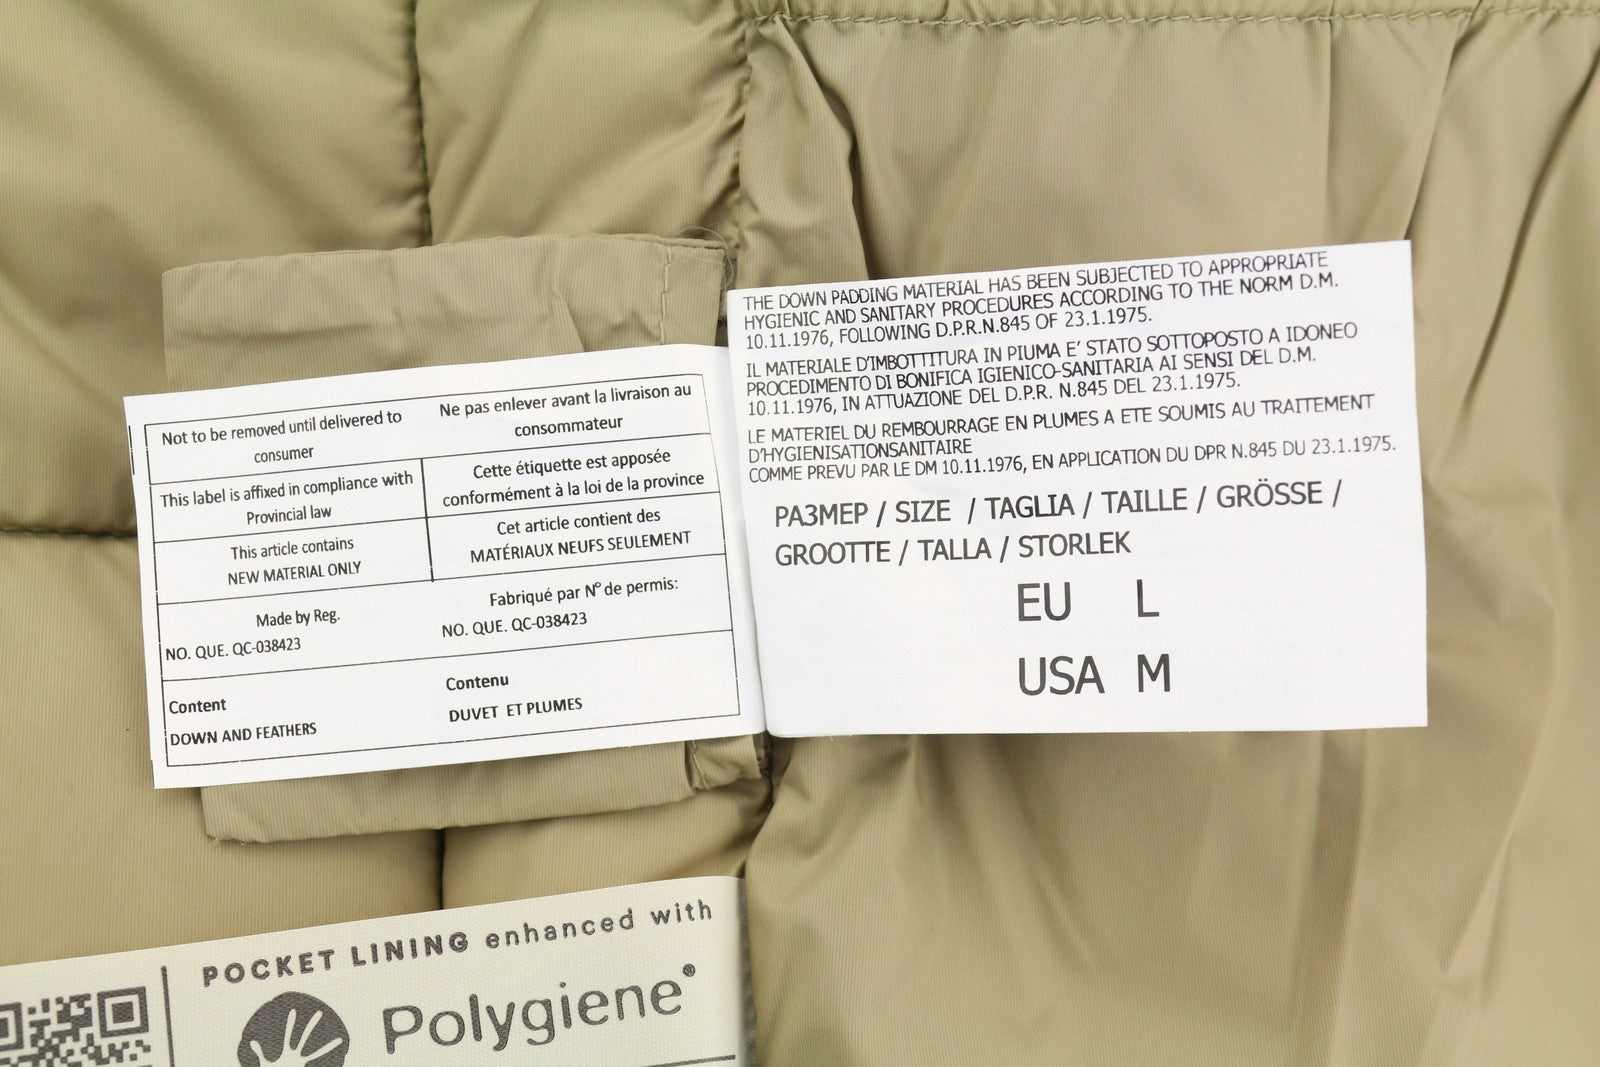 Not to be removed until delivered to
consumer
Ne pas enlever avant la livraison au
consommateur
This label is affixed in compliance with
Provincial law
Cette étiquette est apposée
conformément à la loi de la province
This article contains
NEW MATERIAL ONLY
Cet article contient des
MATÉRIAUX NEUFS SEULEMENT
Made by Reg.
NO. QUE. QC-038423
Fabriqué par N° de permis:
NO. QUE. QC-038423
Content
DOWN AND FEATHERS
Contenu
DUVET ET PLUMES
THE DOWN PADDING MATERIAL HAS BEEN SUBJECTED TO APPROPRIATE
HYGIENIC AND SANITARY PROCEDURES ACCORDING TO THE NORM D.M.
10.11.1976, FOLLOWING D.P.R.N.845 OF 23.1.1975.
IL MATERIALE D'IMBOTTITURA IN PIUMA E' STATO SOTTOPOSTO A IDONEO
PROCEDIMENTO DI BONIFICA IGIENICO-SANITARIA AI SENSI DEL D.M.
10.11.1976, IN ATTUAZIONE DEL D.P.R. N.845 DEL 23.1.1975.
LE MATERIEL DU REMBOURRAGE EN PLUMES A ETE SOUMIS AU TRAITEMENT
D'HYGIENISATIONSANITAIRE
COMME PREVU PAR LE DM 10.11.1976, EN APPLICATION DU DPR N.845 DU 23.1.1975.
РАЗМЕР / SIZE / TAGLIA / TAILLE / GRÖSSE /
GROOTTE / TALLA / STORLEK
EU L
USA M
POCKET LINING enhanced with
Polygiene®